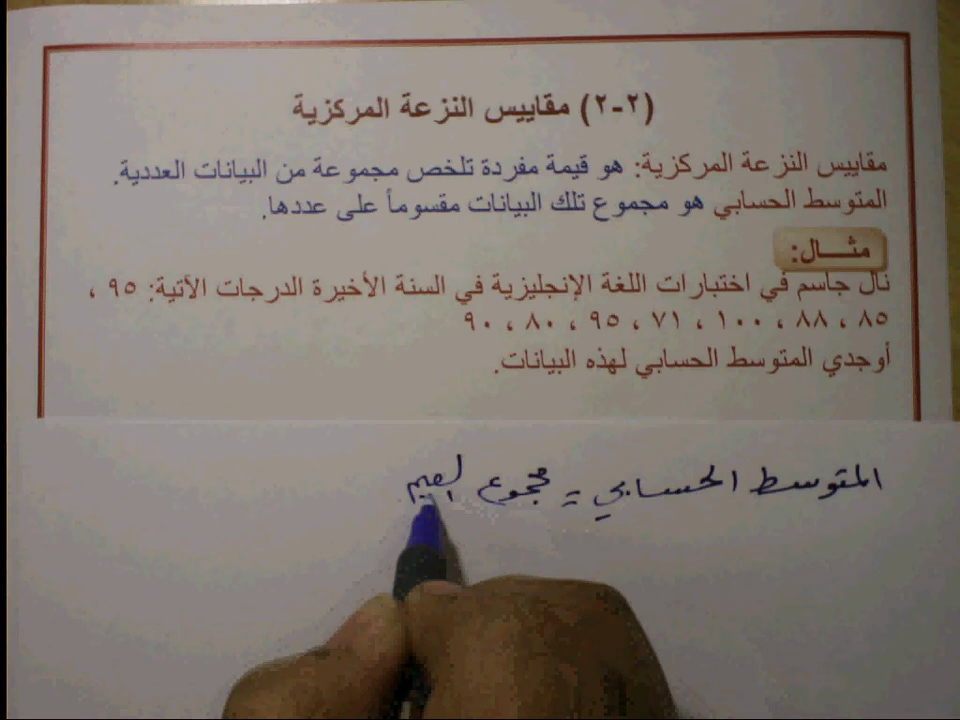 (٢-٢) مقاييس النزعة المركزية
مقاييس النزعة المركزية: هو قيمة مفردة تلخص مجموعة من البيانات العددية.
المتوسط الحسابي هو مجموع تلك البيانات مقسوماً على عددها.
مثـــال:
نال جاسم في اختبارات اللغة الإنجليزية في السنة الأخيرة الدرجات الآتية: ٩٥ ،
٨٥ ، ٨٨ ، ١٠٠ ، ٧١ ، ٩٥ ، ٨٠ ، ٩٠
أوجدي المتوسط الحسابي لهذه البيانات.
المتوسط الحسابي = مجموع القيم